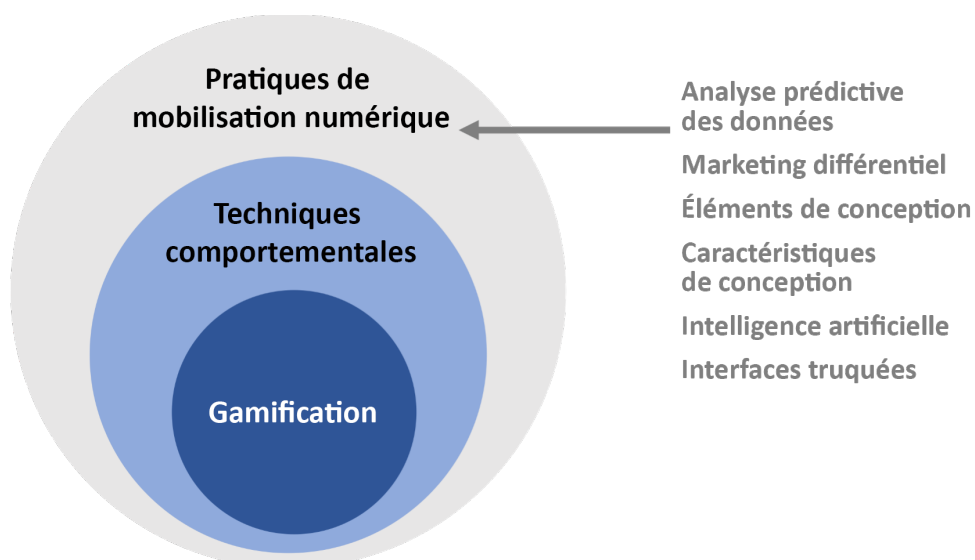 Pratiques de
mobilisation numérique
Techniques
comportementales
Gamification
Analyse prédictive
des données
Marketing différentiel
Éléments de conception
Caractéristiques
de conception
Intelligence artificielle
Interfaces truquées